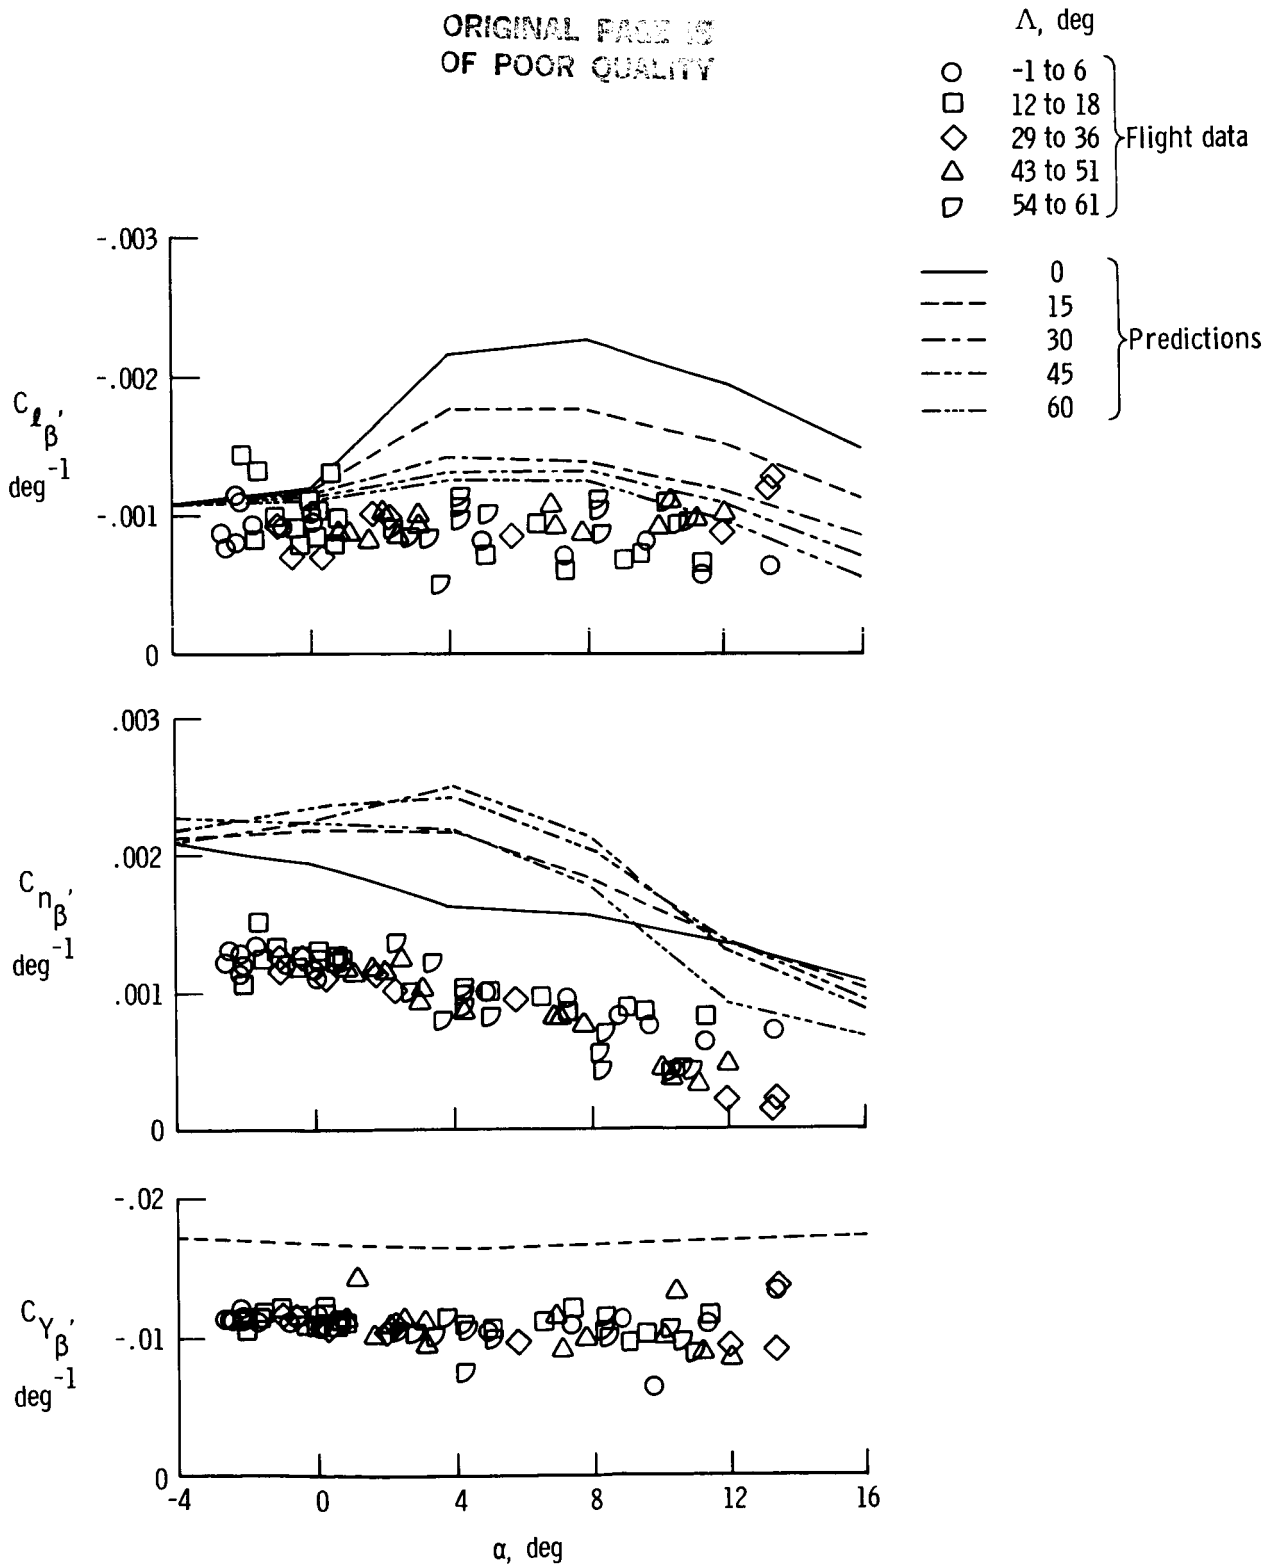 ORIGINAL PAGE IS
OF POOR QUALITY
Λ, deg
-1 to 6
12 to 18
29 to 36
43 to 51
54 to 61
Flight data
0
15
30
45
60
Predictions
-.003
-.002
-.001
0
C_ℓβ,
deg⁻¹
.003
.002
.001
0
C_nβ,
deg⁻¹
-.02
-.01
0
C_Yβ,
deg⁻¹
-4 0 4 8 12 16
α, deg